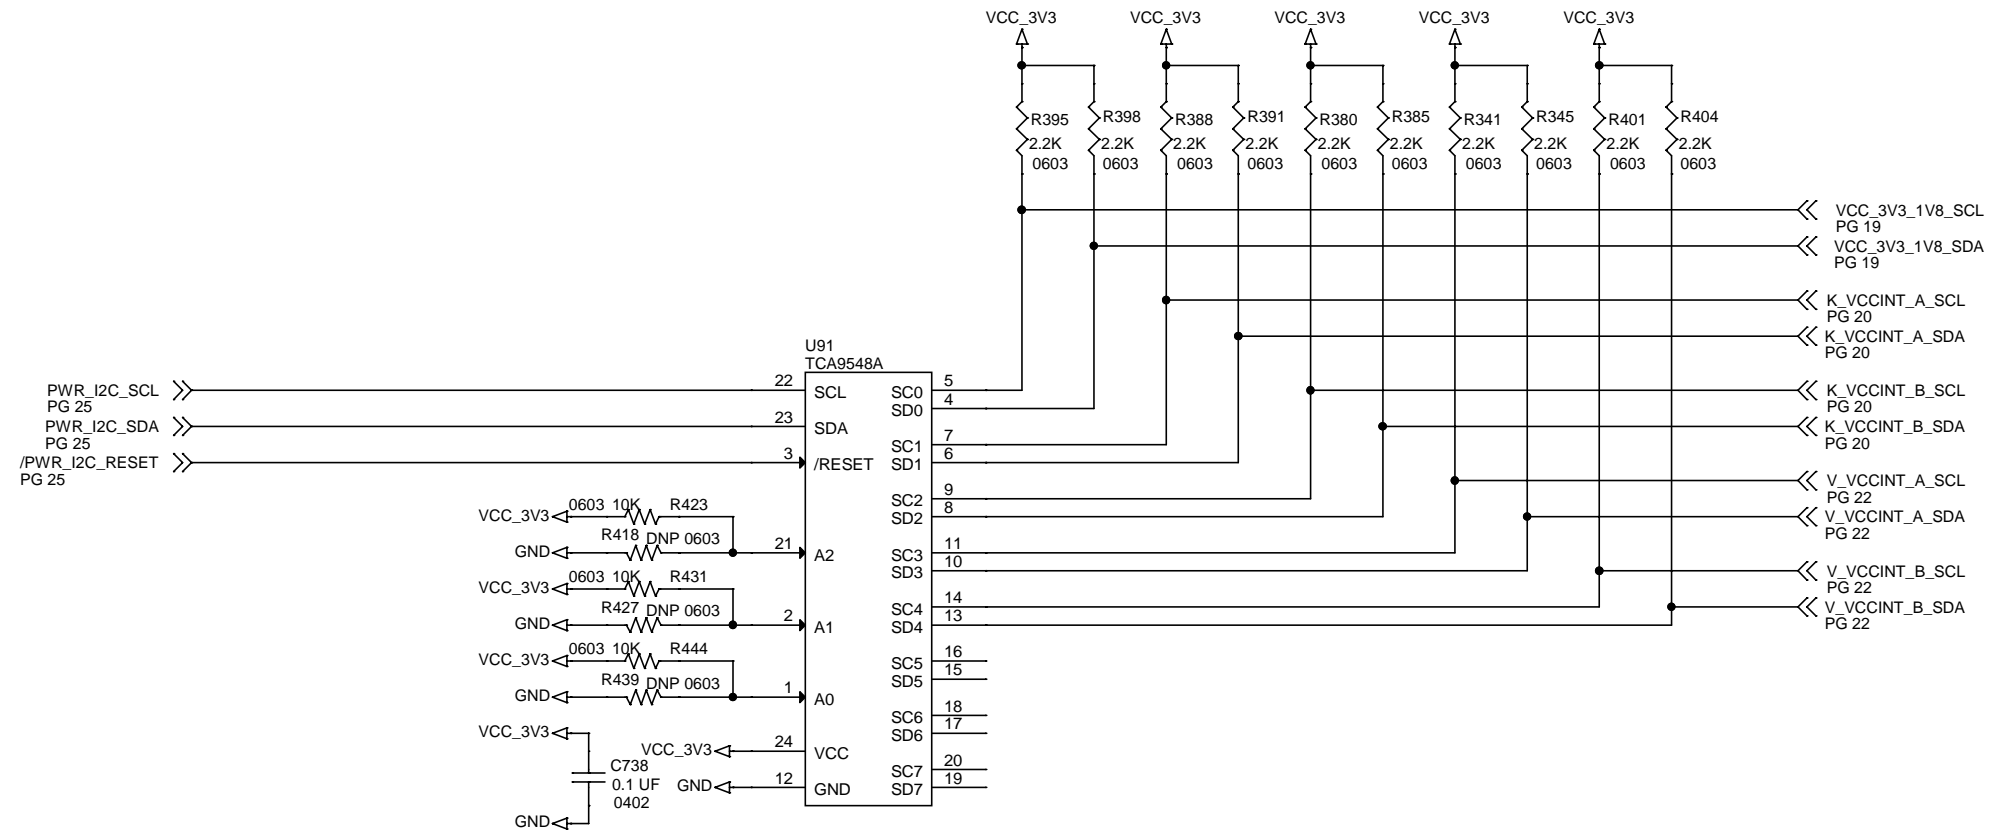 VCC_3V3 VCC_3V3 VCC_3V3 VCC_3V3 VCC_3V3
R395 R398 R388 R391 R380 R385 R341 R345 R401 R404
2.2K 2.2K 2.2K 2.2K 2.2K 2.2K 2.2K 2.2K 2.2K 2.2K
0603 0603 0603 0603 0603 0603 0603 0603 0603 0603
VCC_3V3_1V8_SCL
PG 19
VCC_3V3_1V8_SDA
PG 19
K_VCCINT_A_SCL
PG 20
K_VCCINT_A_SDA
PG 20
K_VCCINT_B_SCL
PG 20
K_VCCINT_B_SDA
PG 20
V_VCCINT_A_SCL
PG 22
V_VCCINT_A_SDA
PG 22
V_VCCINT_B_SCL
PG 22
V_VCCINT_B_SDA
PG 22
U91
TCA9548A
PWR_I2C_SCL
PG 25
PWR_I2C_SDA
PG 25
/PWR_I2C_RESET
PG 25
22 SCL
23 SDA
3 /RESET
VCC_3V3 0603 10K R423
GND R418 DNP 0603 21 A2
VCC_3V3 0603 10K R431
GND R427 DNP 0603 2 A1
VCC_3V3 0603 10K R444
GND R439 DNP 0603 1 A0
VCC_3V3 24 VCC
GND 12 GND
VCC_3V3
C738
0.1 UF
0402
GND
SC0 5
SD0 4
SC1 7
SD1 6
SC2 9
SD2 8
SC3 11
SD3 10
SC4 14
SD4 13
SC5 16
SD5 15
SC6 18
SD6 17
SC7 20
SD7 19